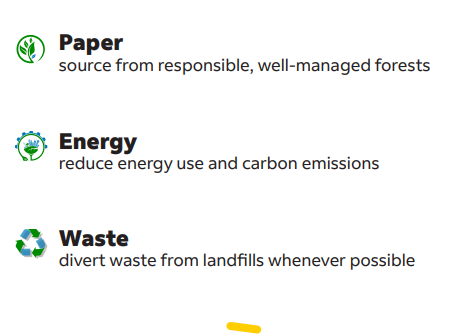 Paper
source from responsible, well-managed forests
Energy
reduce energy use and carbon emissions
Waste
divert waste from landfills whenever possible